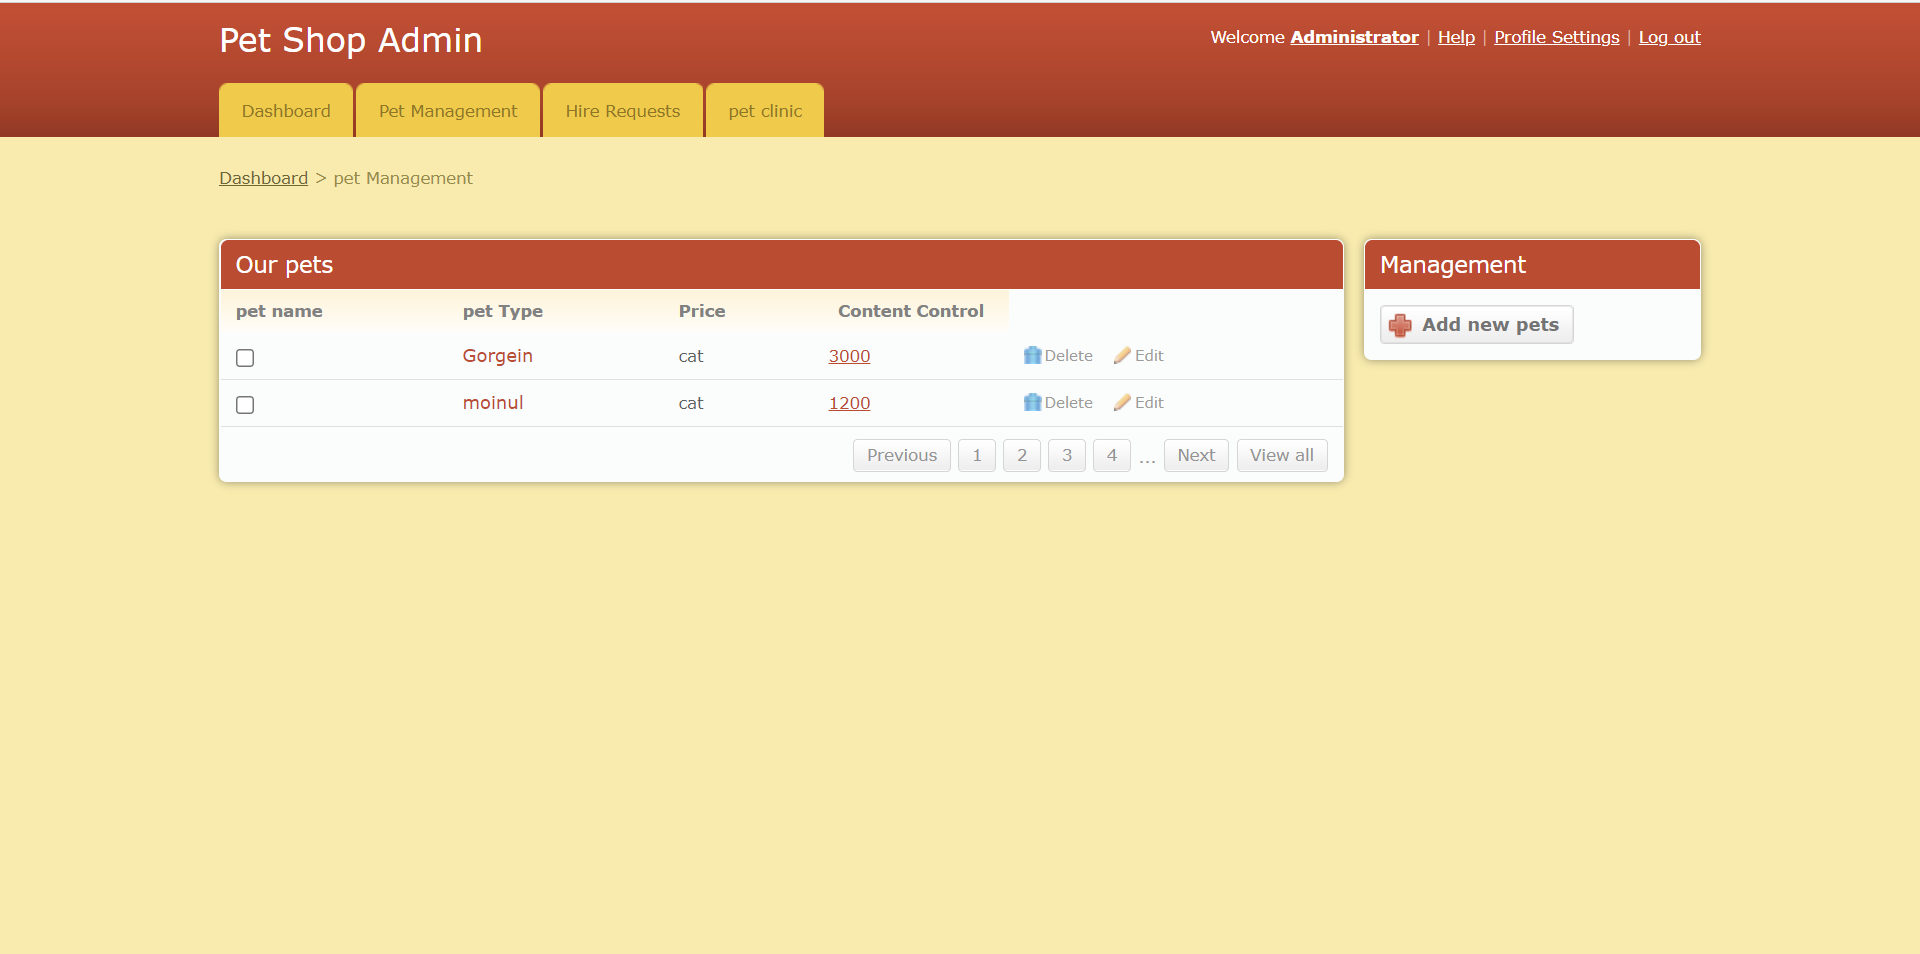 Pet Shop Admin
Welcome Administrator | Help | Profile Settings | Log out
Dashboard Pet Management Hire Requests pet clinic
Dashboard > pet Management
Our pets
pet name pet Type Price Content Control
Gorgein cat 3000 Delete Edit
moinul cat 1200 Delete Edit
Previous 1 2 3 4 ... Next View all
Management
Add new pets